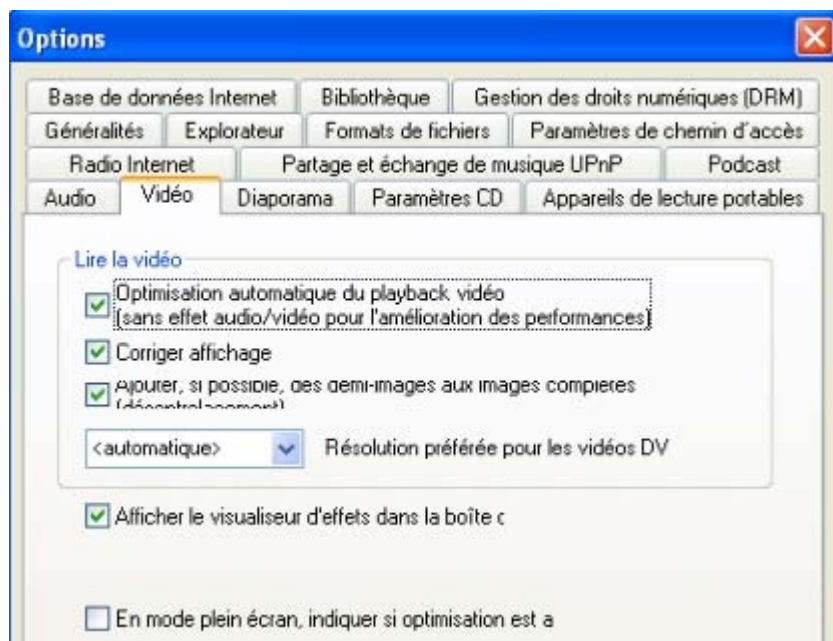 Options
Base de données Internet Bibliothèque Gestion des droits numériques (DRM)
Généralités Explorateur Formats de fichiers Paramètres de chemin d'accès
Radio Internet Partage et échange de musique UPnP Podcast
Audio Vidéo Diaporama Paramètres CD Appareils de lecture portables
Lire la vidéo
Optimisation automatique du playback vidéo
(sans effet audio/vidéo pour l'amélioration des performances)
Corriger affichage
Ajouter, si possible, des demi-images aux images complètes
(désentrelacement)
<automatique> Résolution préférée pour les vidéos DV
Afficher le visualiseur d'effets dans la boîte c
En mode plein écran, indiquer si optimisation est a